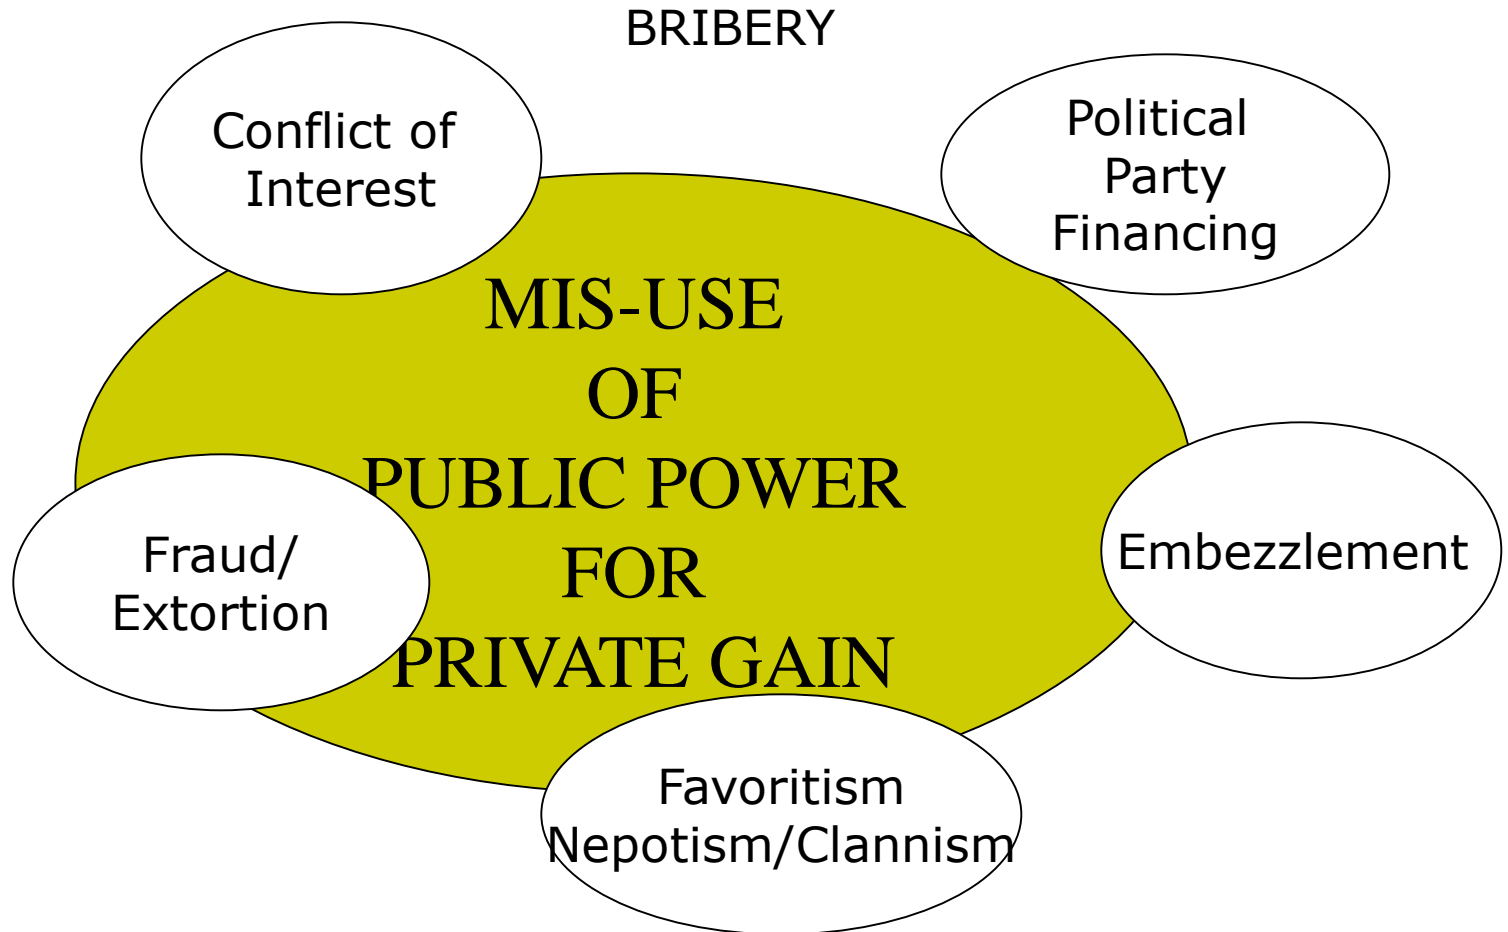 BRIBERY
Conflict of
Interest
Political
Party
Financing
MIS-USE
OF
PUBLIC POWER
FOR
PRIVATE GAIN
Fraud/
Extortion
Embezzlement
Favoritism
Nepotism/Clannism